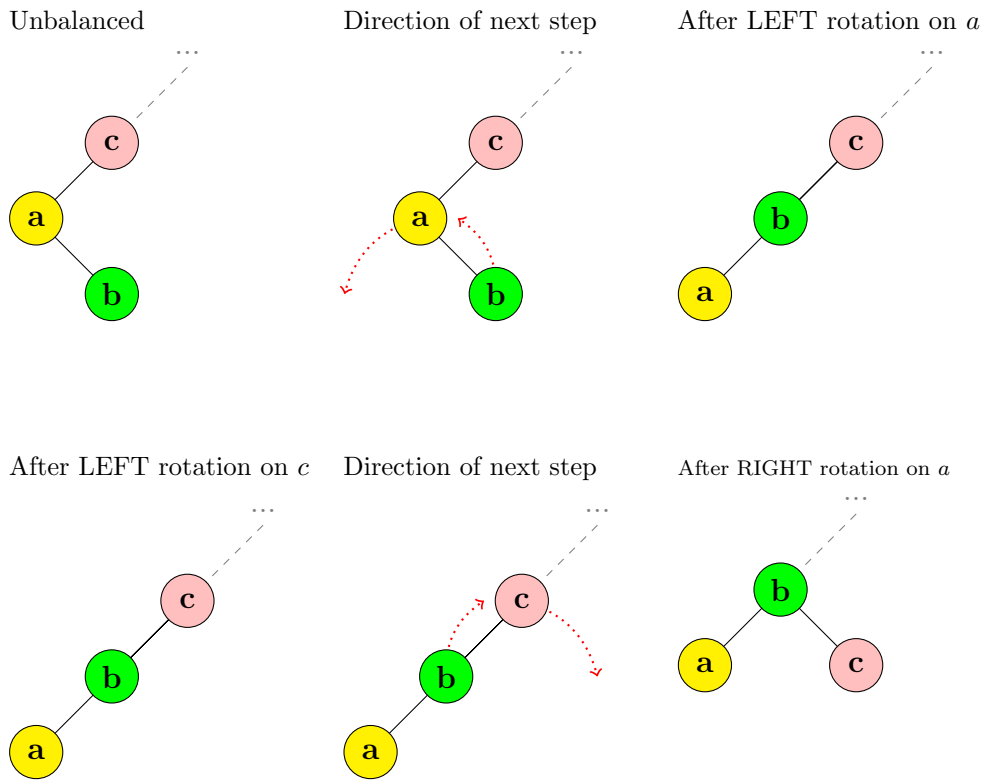 Unbalanced
Direction of next step
After LEFT rotation on a
...
...
...
c
c
c
a
a
b
b
b
a
After LEFT rotation on c
Direction of next step
After RIGHT rotation on a
...
...
...
c
c
b
b
b
a
c
a
a